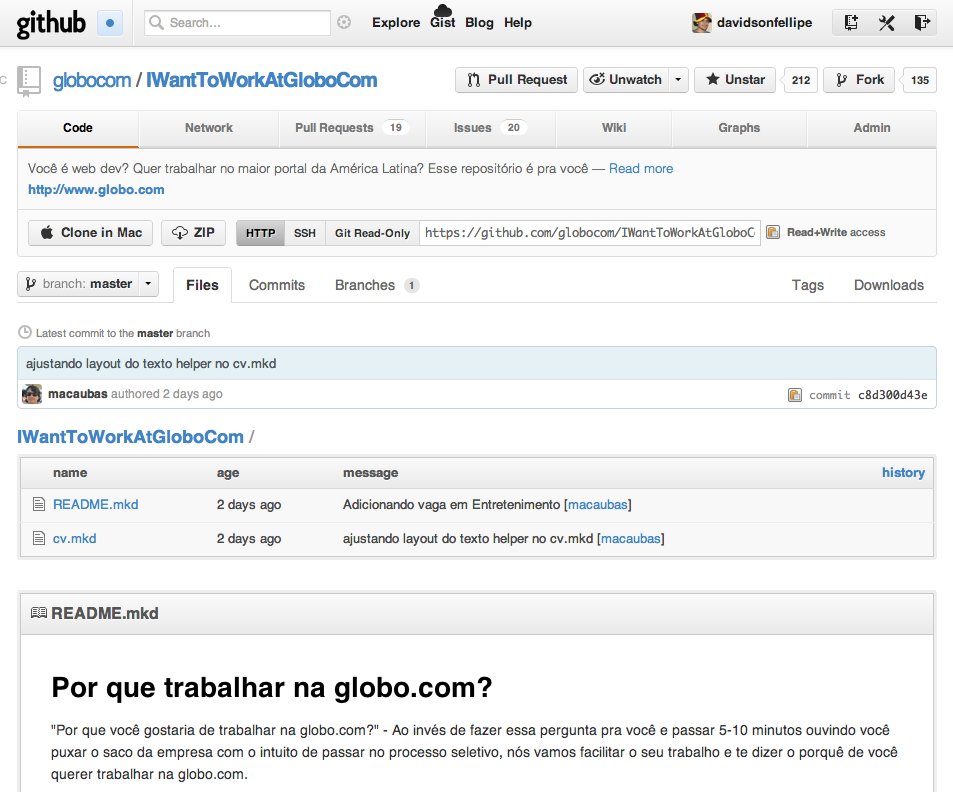 github Search... Explore Gist Blog Help davidsonfellipe
globocom / IWantToWorkAtGloboCom Pull Request Unwatch Unstar 212 Fork 135
Code Network Pull Requests 19 Issues 20 Wiki Graphs Admin
Você é web dev? Quer trabalhar no maior portal da América Latina? Esse repositório é pra você — Read more
http://www.globo.com
Clone in Mac ZIP HTTP SSH Git Read-Only https://github.com/globocom/IWantToWorkAtGloboC Read+Write access
branch: master Files Commits Branches 1 Tags Downloads
Latest commit to the master branch
ajustando layout do texto helper no cv.mkd
macaubas authored 2 days ago commit c8d300d43e
IWantToWorkAtGloboCom /
name age message history
README.mkd 2 days ago Adicionando vaga em Entretenimento [macaubas]
cv.mkd 2 days ago ajustando layout do texto helper no cv.mkd [macaubas]
README.mkd
Por que trabalhar na globo.com?
"Por que você gostaria de trabalhar na globo.com?" - Ao invés de fazer essa pergunta pra você e passar 5-10 minutos ouvindo você
puxar o saco da empresa com o intuito de passar no processo seletivo, nós vamos facilitar o seu trabalho e te dizer o porquê de você
querer trabalhar na globo.com.